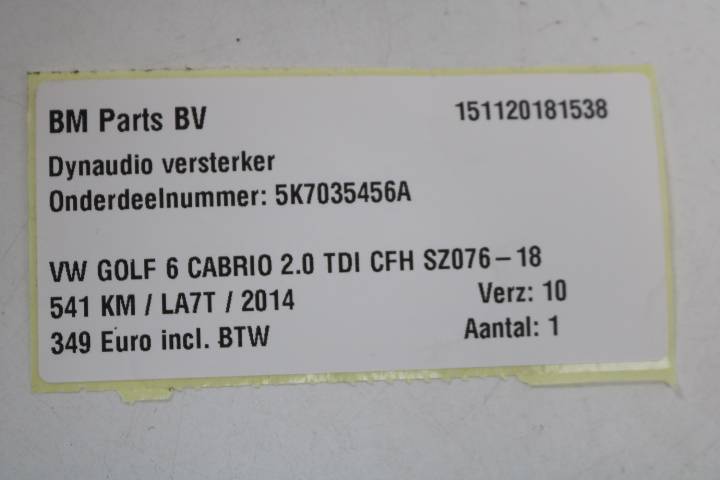 BM Parts BV 151120181538
Dynaudio versterker
Onderdeelnummer: 5K7035456A
VW GOLF 6 CABRIO 2.0 TDI CFH SZ076-18
541 KM / LA7T / 2014 Verz: 10
349 Euro incl. BTW Aantal: 1